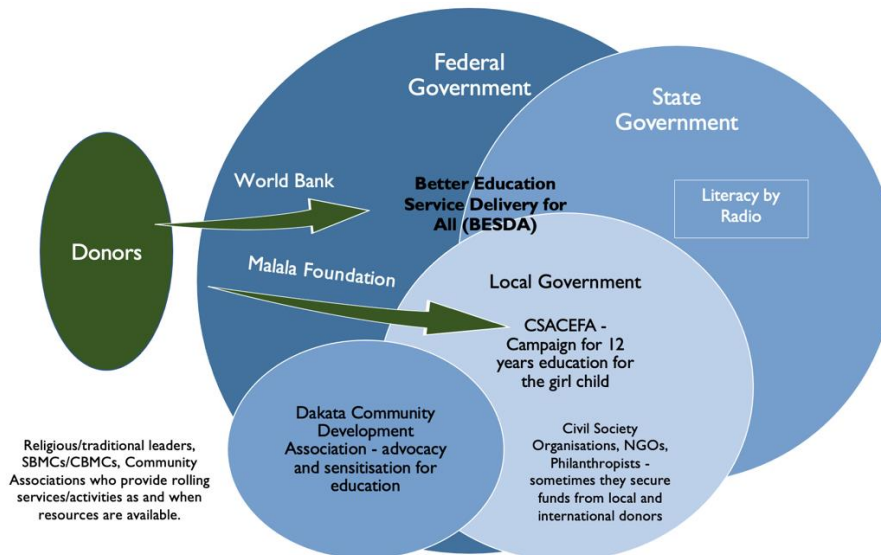 Federal
Government
State
Government
World Bank
Better Education
Service Delivery for
All (BESDA)
Literacy by
Radio
Donors
Malala Foundation
Local Government
CSACEFA -
Campaign for 12
years education for
the girl child
Dakata Community
Development
Association - advocacy
and sensitisation for
education
Civil Society
Organisations, NGOs,
Philanthropists -
sometimes they secure
funds from local and
international donors
Religious/traditional leaders,
SBMCs/CBMCs, Community
Associations who provide rolling
services/activities as and when
resources are available.